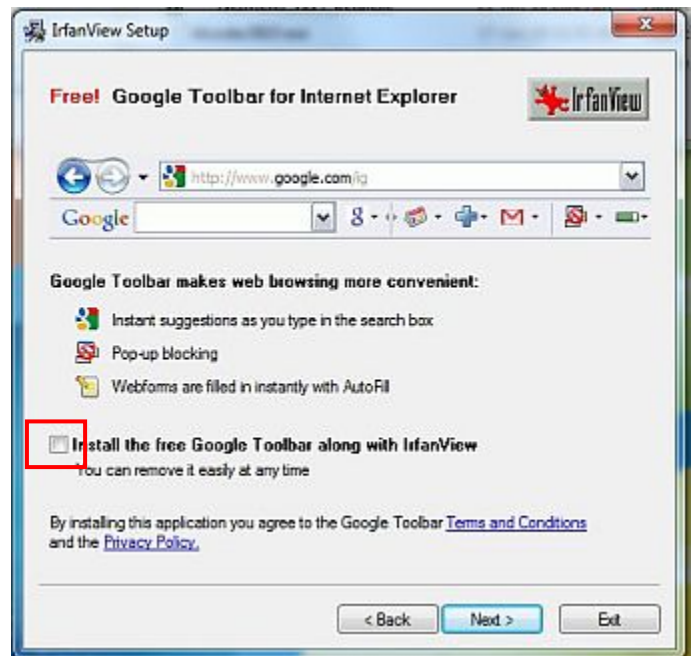 IrfanView Setup
Free! Google Toolbar for Internet Explorer
IrfanView
http://www.google.com/ig
Google
Google Toolbar makes web browsing more convenient:
Instant suggestions as you type in the search box
Pop-up blocking
Webforms are filled in instantly with AutoFill
Install the free Google Toolbar along with IrfanView
You can remove it easily at any time
By installing this application you agree to the Google Toolbar Terms and Conditions
and the Privacy Policy.
< Back Next > Exit